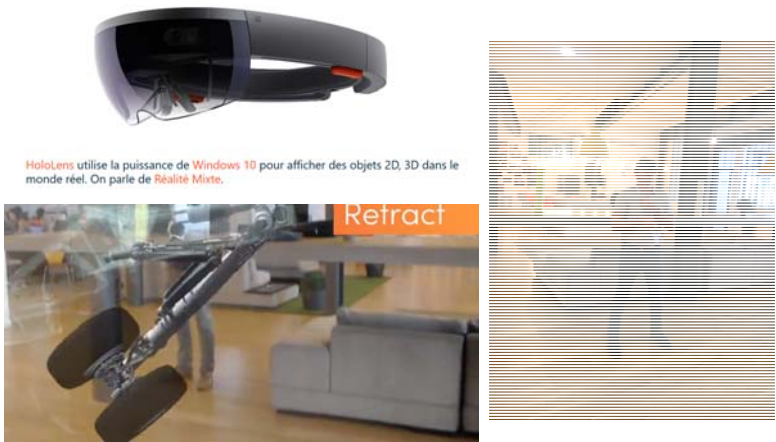 HoloLens utilise la puissance de Windows 10 pour afficher des objets 2D, 3D dans le
monde réel. On parle de Réalité Mixte.
Retract